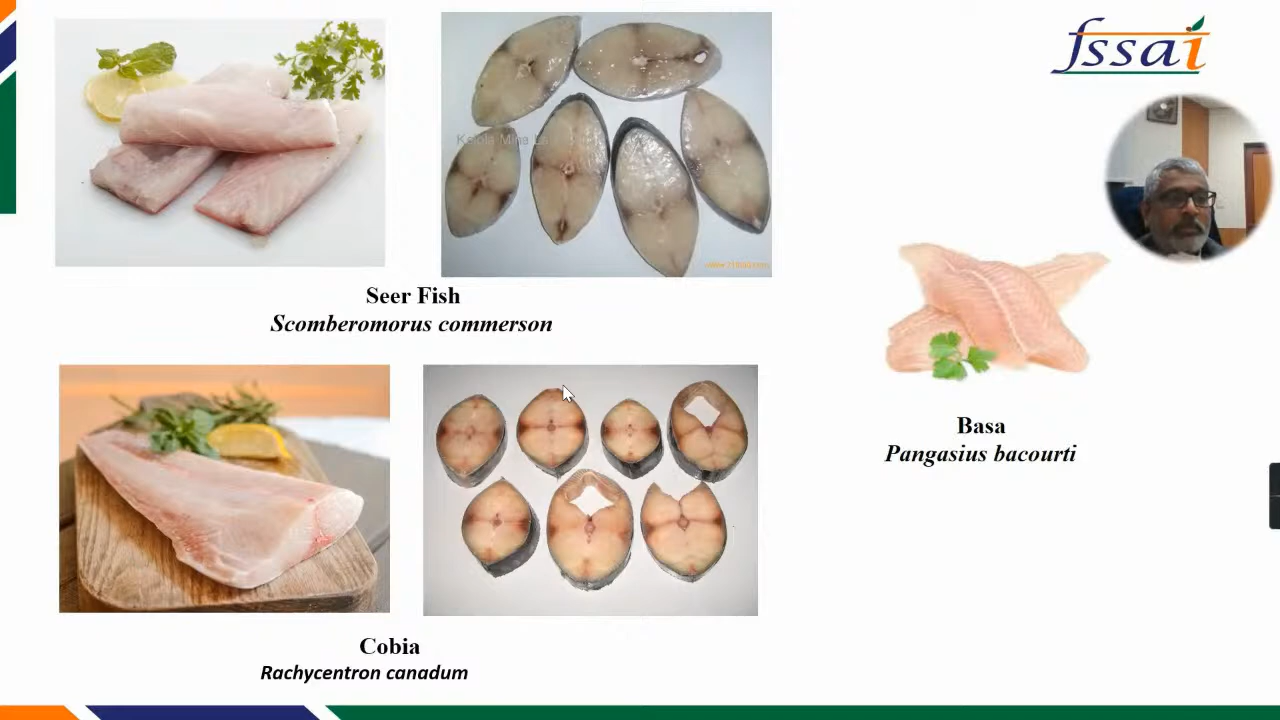 fssai
Seer Fish
Scomberomorus commerson
Basa
Pangasius bacourti
Cobia
Rachycentron canadum